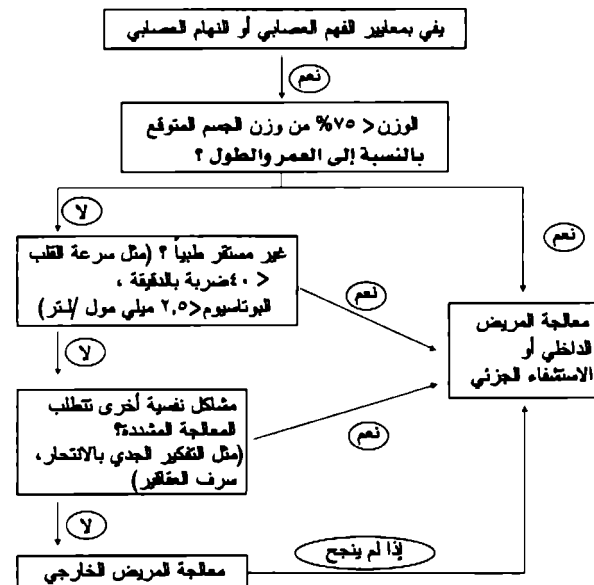 يفي بمعايير القهم العصابي أو النهام العصابي
نعم
الوزن < ٧٥% من وزن الجسم المتوقع
بالنسبة إلى العمر والطول ؟
لا
نعم
غير مستقر طبياً ؟ (مثل سرعة القلب
< ٤٠ ضربة بالدقيقة ،
البوتاسيوم < ٢,٥ ميلي مول /لتر)
نعم
معالجة المريض
الداخلي أو
الاستشفاء الجزئي
لا
مشاكل نفسية أخرى تتطلب
المعالجة المشددة؟
(مثل التفكير الجدي بالانتحار،
سرف العقاقير)
نعم
لا
معالجة المريض الخارجي
إذا لم ينجح